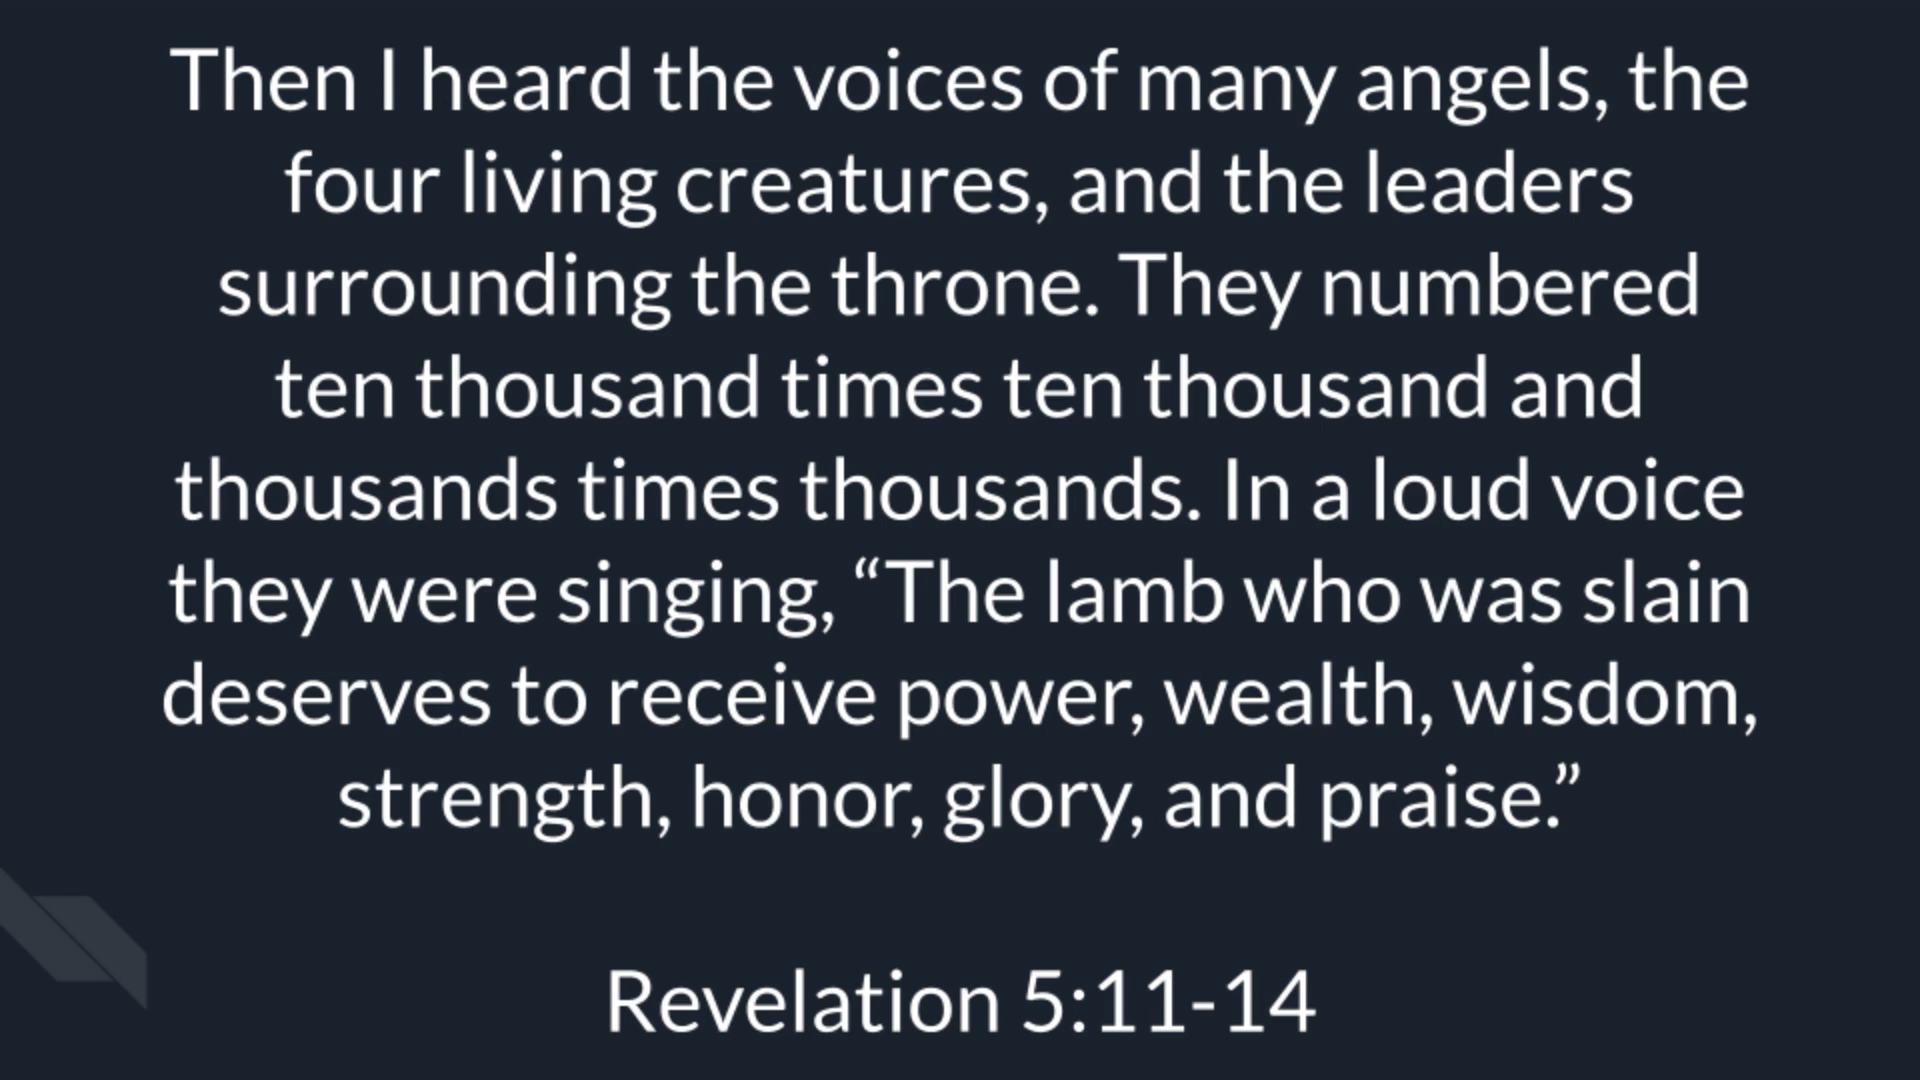 Then I heard the voices of many angels, the
four living creatures, and the leaders
surrounding the throne. They numbered
ten thousand times ten thousand and
thousands times thousands. In a loud voice
they were singing, “The lamb who was slain
deserves to receive power, wealth, wisdom,
strength, honor, glory, and praise.”
Revelation 5:11-14